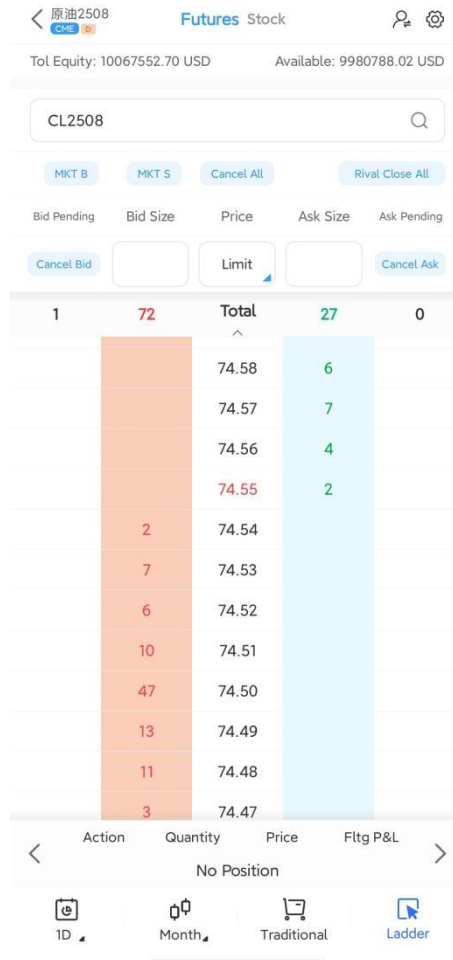 原油2508 Futures Stock
CME D
Tol Equity: 10067552.70 USD Available: 9980788.02 USD
CL2508
MKT B MKT S Cancel All Rival Close All
Bid Pending Bid Size Price Ask Size Ask Pending
Cancel Bid Limit Cancel Ask
1 72 Total 27 0
74.58 6
74.57 7
74.56 4
74.55 2
2 74.54
7 74.53
6 74.52
10 74.51
47 74.50
13 74.49
11 74.48
3 74.47
Action Quantity Price Fltg P&L
No Position
1D Month Traditional Ladder